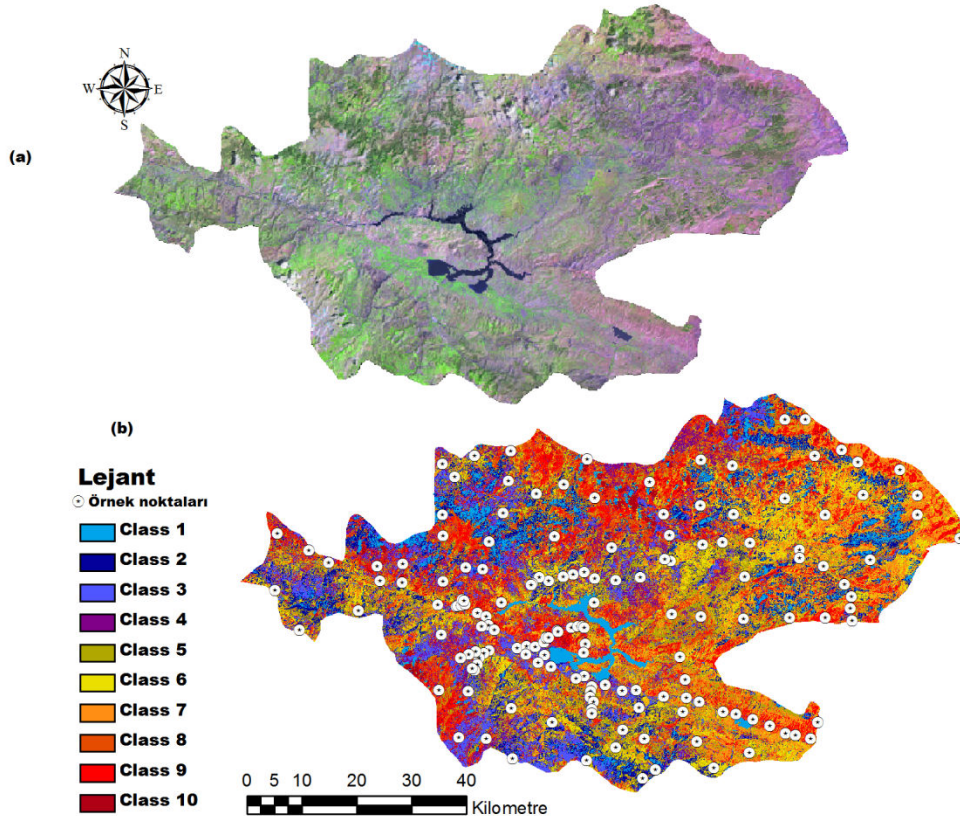 N
W E
S
(a)
(b)
Lejant
Örnek noktaları
Class 1
Class 2
Class 3
Class 4
Class 5
Class 6
Class 7
Class 8
Class 9
Class 10
0 5 10 20 30 40
Kilometre